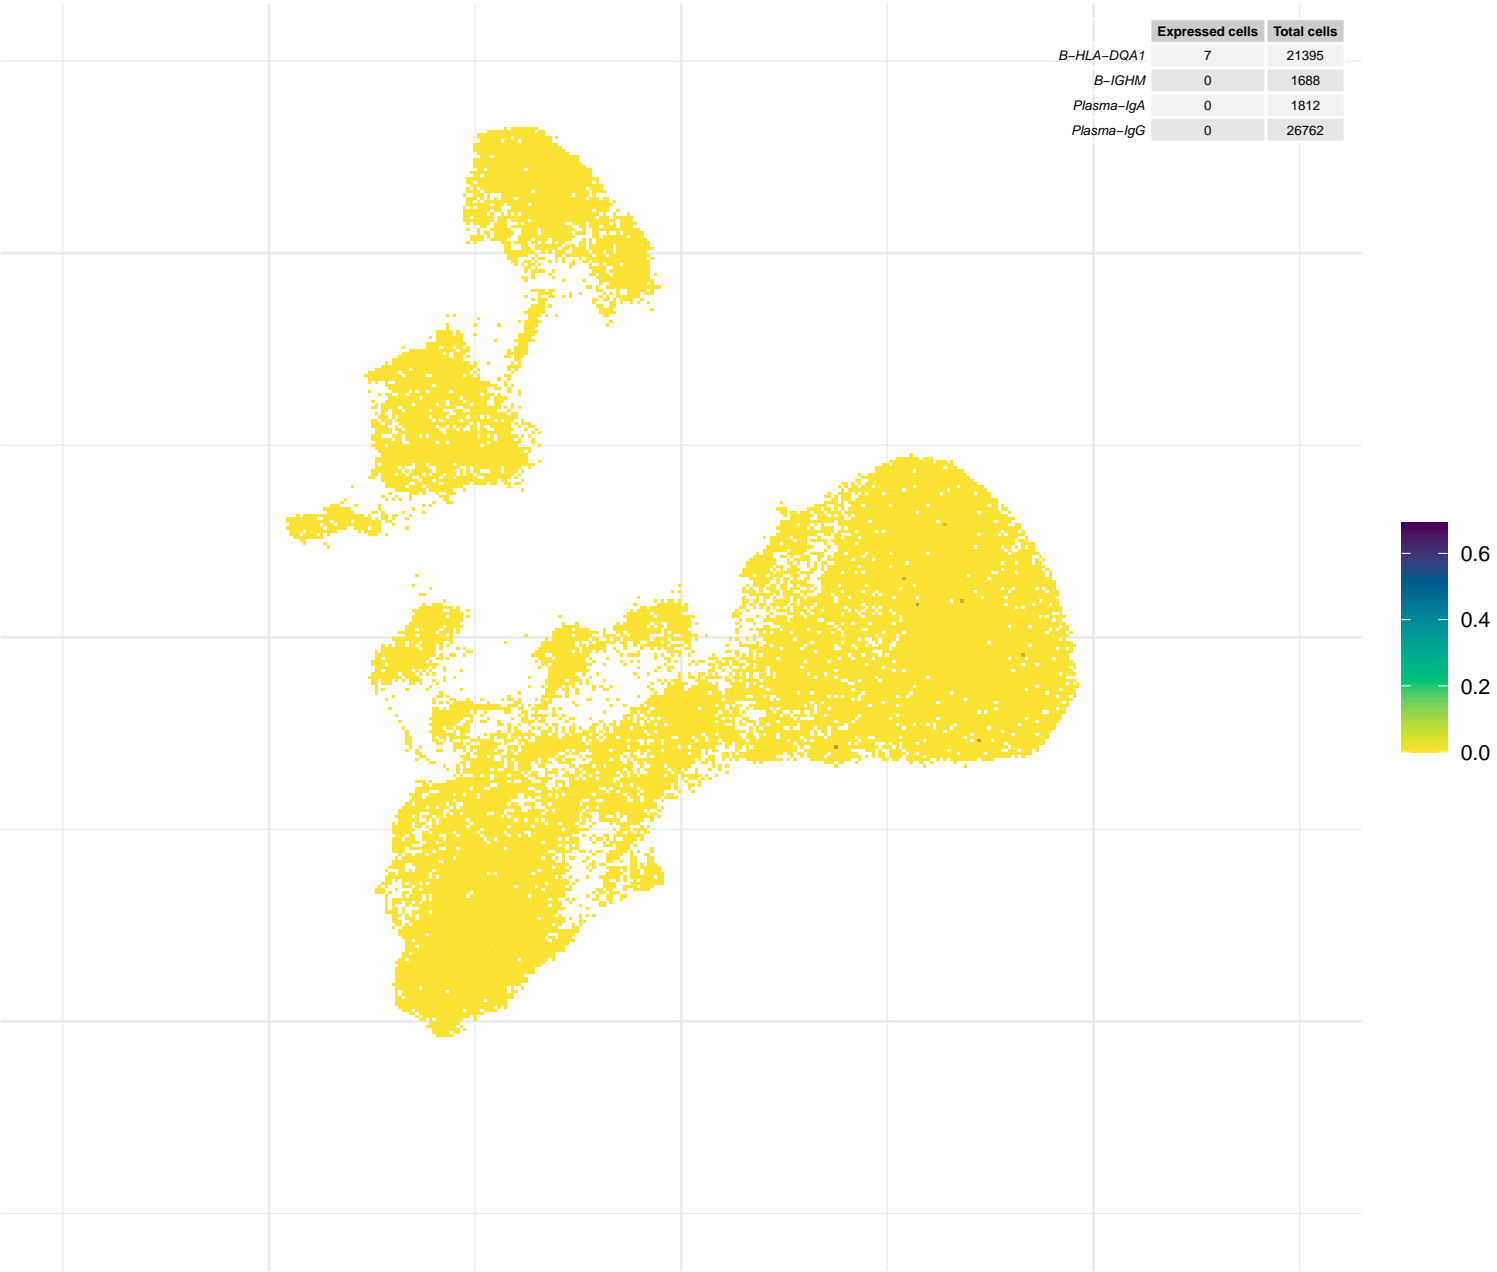 Expressed cells Total cells
B−HLA−DQA1 7 21395
B−IGHM 0 1688
Plasma−IgA 0 1812
Plasma−IgG 0 26762
0.6
0.4
0.2
0.0